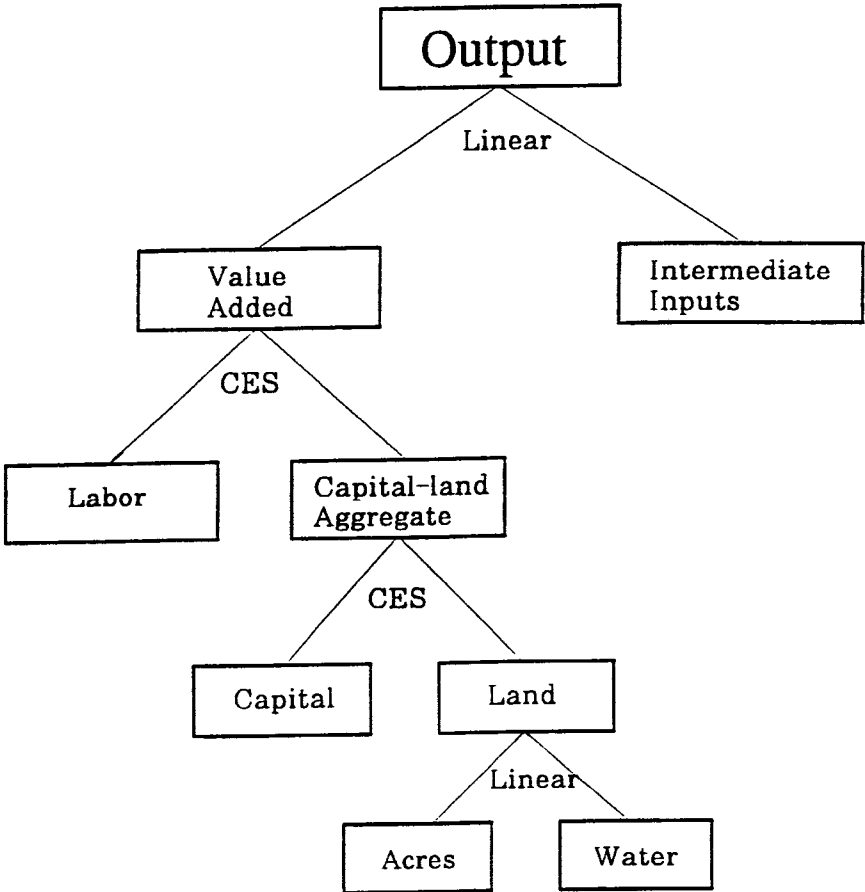 Output
Linear
Value
Added
Intermediate
Inputs
CES
Labor
Capital-land
Aggregate
CES
Capital
Land
Linear
Acres
Water